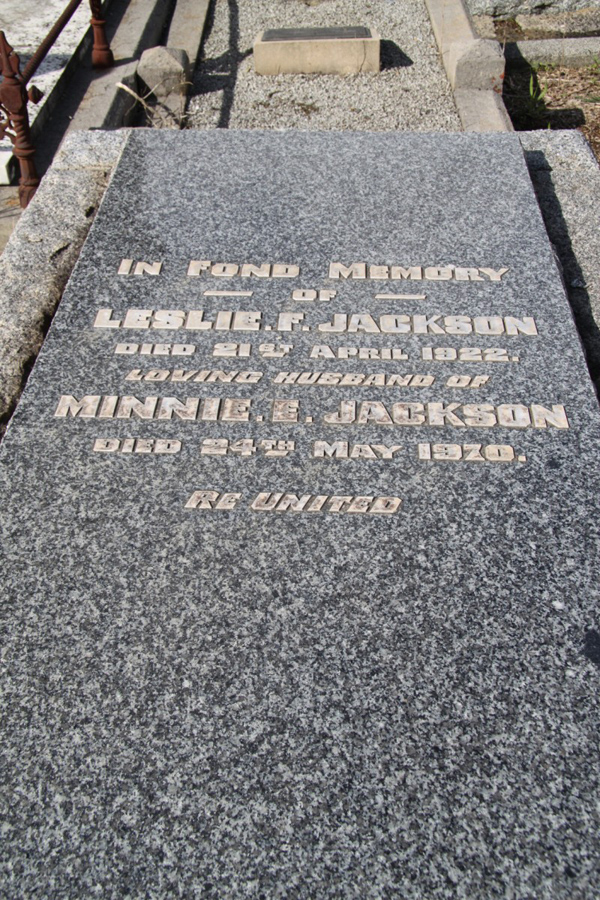 IN FOND MEMORY
— OF —
LESLIE. F. JACKSON
DIED 21ST APRIL 1922.
LOVING HUSBAND OF
MINNIE. E. JACKSON
DIED 24TH MAY 1970.
RE UNITED